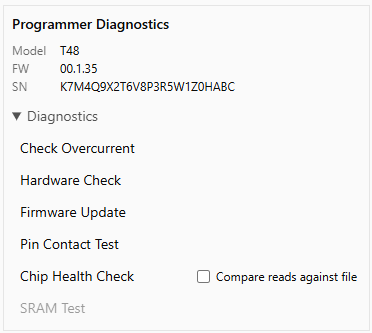 Programmer Diagnostics
Model T48
FW 00.1.35
SN K7M4Q9X2T6V8P3R5W1Z0HABC
▼ Diagnostics
Check Overcurrent
Hardware Check
Firmware Update
Pin Contact Test
Chip Health Check Compare reads against file
SRAM Test